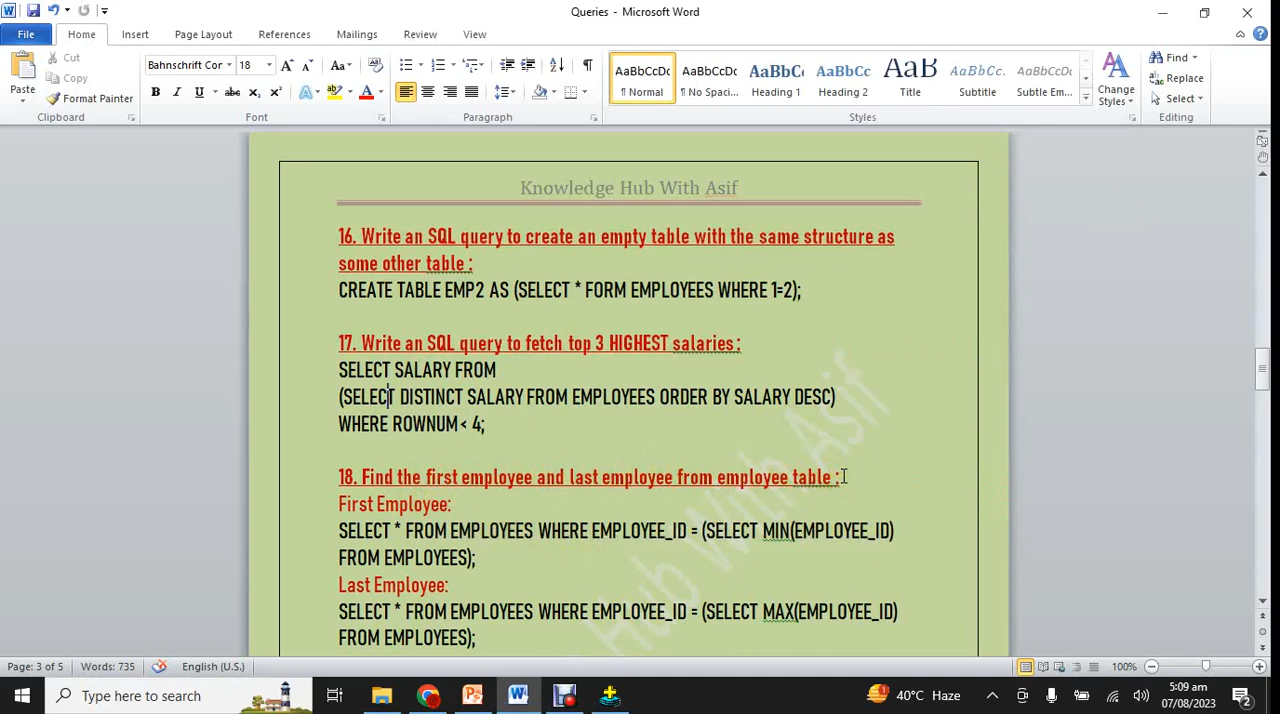 Queries - Microsoft Word
File Home Insert Page Layout References Mailings Review View
Paste
Cut
Copy
Format Painter
Clipboard
Bahnschrift Cor 18
Font
Paragraph
AaBbCcDc AaBbCcDc AaBbCc AaBbCc AaB AaBbCc. AaBbCcDc
¶ Normal ¶ No Spaci... Heading 1 Heading 2 Title Subtitle Subtle Em...
Change Styles
Styles
Find
Replace
Select
Editing
Knowledge Hub With Asif
16. Write an SQL query to create an empty table with the same structure as
some other table :
CREATE TABLE EMP2 AS (SELECT * FORM EMPLOYEES WHERE 1=2);
17. Write an SQL query to fetch top 3 HIGHEST salaries :
SELECT SALARY FROM
(SELECT DISTINCT SALARY FROM EMPLOYEES ORDER BY SALARY DESC)
WHERE ROWNUM < 4;
18. Find the first employee and last employee from employee table :
First Employee:
SELECT * FROM EMPLOYEES WHERE EMPLOYEE_ID = (SELECT MIN(EMPLOYEE_ID)
FROM EMPLOYEES);
Last Employee:
SELECT * FROM EMPLOYEES WHERE EMPLOYEE_ID = (SELECT MAX(EMPLOYEE_ID)
FROM EMPLOYEES);
Hub With Asif
Page: 3 of 5 Words: 735 English (U.S.) 100%
Type here to search
40°C Haze
5:09 am
07/08/2023
2